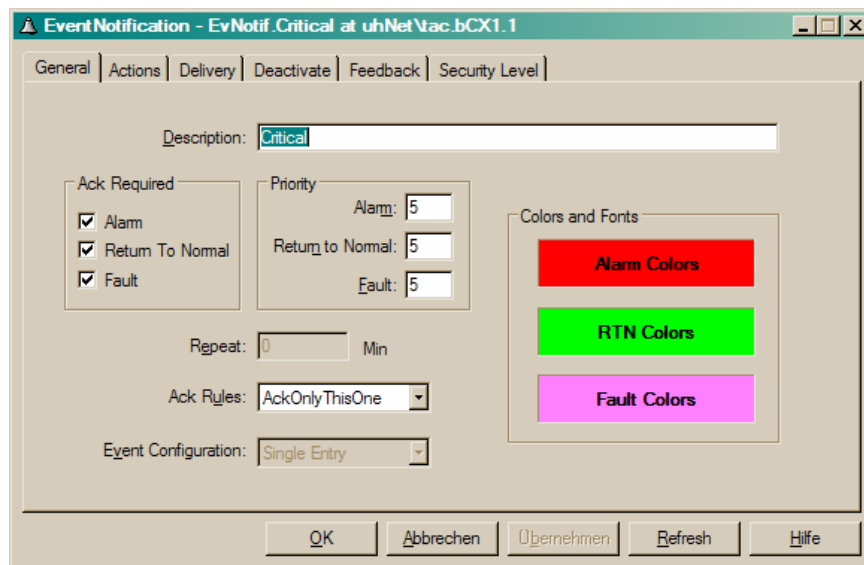 EventNotification - EvNotif.Critical at uhNet\tac.bCX1.1
General Actions Delivery Deactivate Feedback Security Level
Description: Critical
Ack Required
Alarm
Return To Normal
Fault
Priority
Alarm: 5
Return to Normal: 5
Fault: 5
Colors and Fonts
Alarm Colors
RTN Colors
Fault Colors
Repeat: 0 Min
Ack Rules: AckOnlyThisOne
Event Configuration: Single Entry
OK Abbrechen Übernehmen Refresh Hilfe